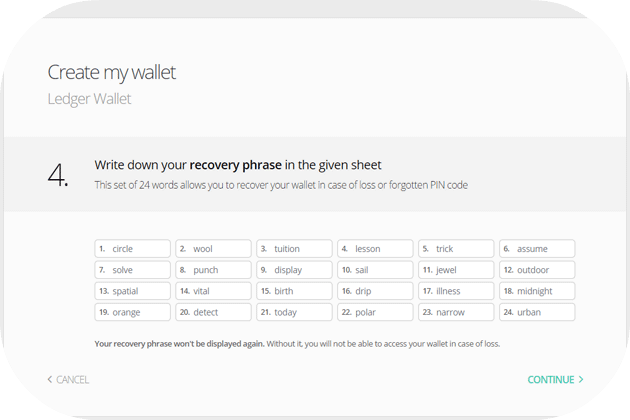 Create my wallet
Ledger Wallet
4.
Write down your recovery phrase in the given sheet
This set of 24 words allows you to recover your wallet in case of loss or forgotten PIN code
1. circle 2. wool 3. tuition 4. lesson 5. trick 6. assume
7. solve 8. punch 9. display 10. sail 11. jewel 12. outdoor
13. spatial 14. vital 15. birth 16. drip 17. illness 18. midnight
19. orange 20. detect 21. today 22. polar 23. narrow 24. urban
Your recovery phrase won't be displayed again. Without it, you will not be able to access your wallet in case of loss.
< CANCEL CONTINUE >